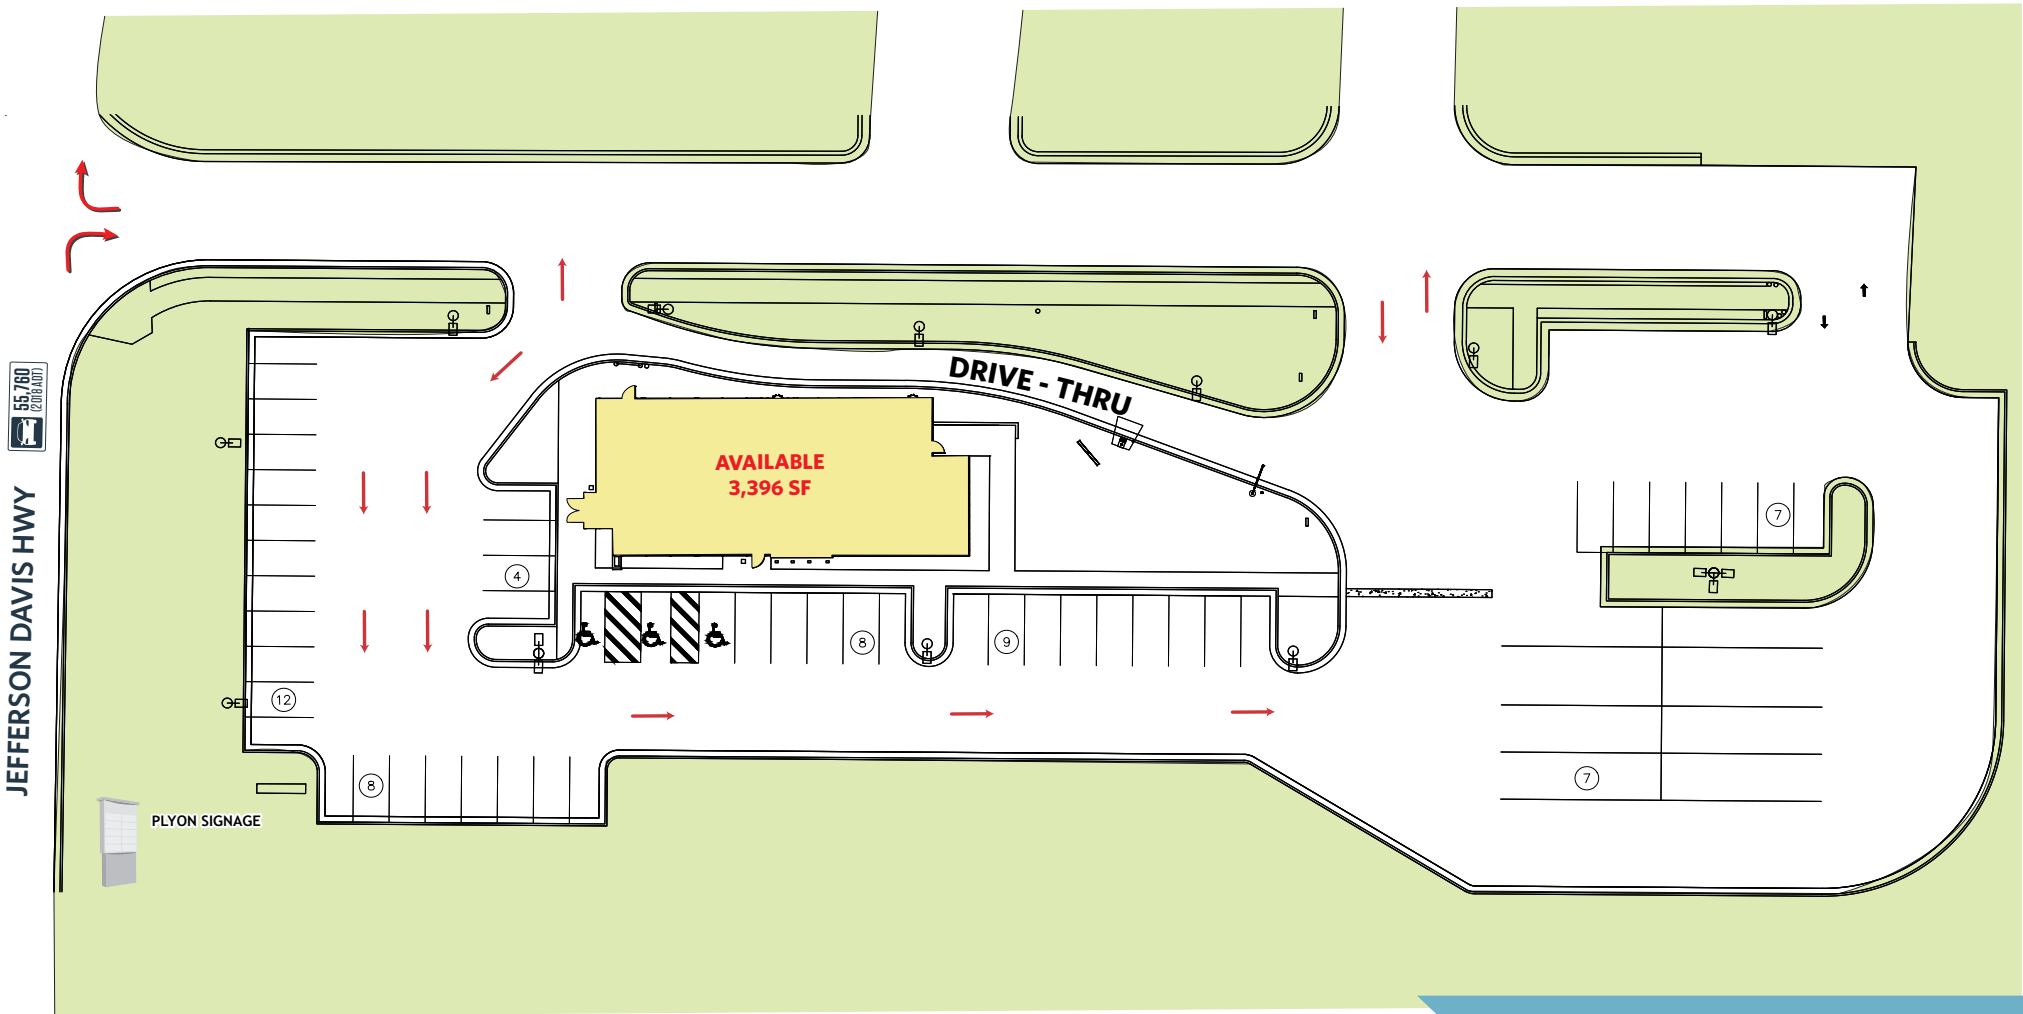 DRIVE - THRU
55,760
(2018 ADT)
JEFFERSON DAVIS HWY
AVAILABLE
3,396 SF
7
4
8
9
12
8
7
PLYON SIGNAGE